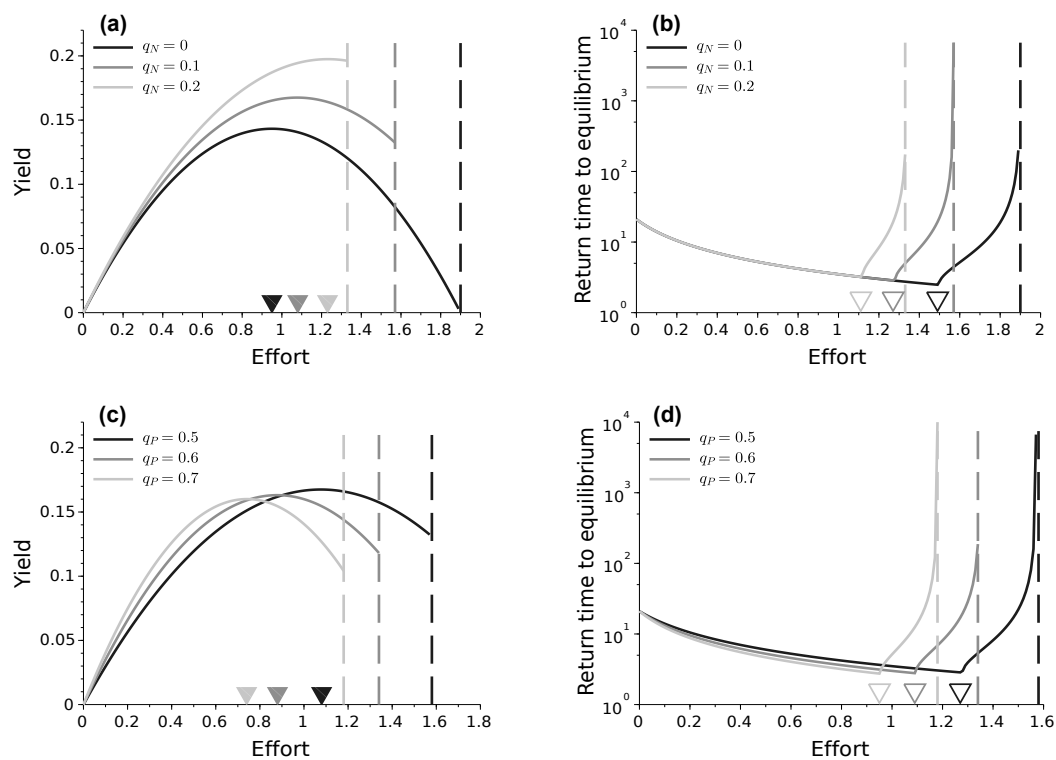 (a)
q_N = 0
q_N = 0.1
q_N = 0.2
Yield
0.2
0.15
0.1
0.05
0
0 0.2 0.4 0.6 0.8 1 1.2 1.4 1.6 1.8 2
Effort
(b)
q_N = 0
q_N = 0.1
q_N = 0.2
Return time to equilibrium
10^4
10^3
10^2
10^1
10^0
0 0.2 0.4 0.6 0.8 1 1.2 1.4 1.6 1.8 2
Effort
(c)
q_P = 0.5
q_P = 0.6
q_P = 0.7
Yield
0.2
0.15
0.1
0.05
0
0 0.2 0.4 0.6 0.8 1 1.2 1.4 1.6 1.8
Effort
(d)
q_P = 0.5
q_P = 0.6
q_P = 0.7
Return time to equilibrium
10^4
10^3
10^2
10^1
10^0
0 0.2 0.4 0.6 0.8 1 1.2 1.4 1.6
Effort